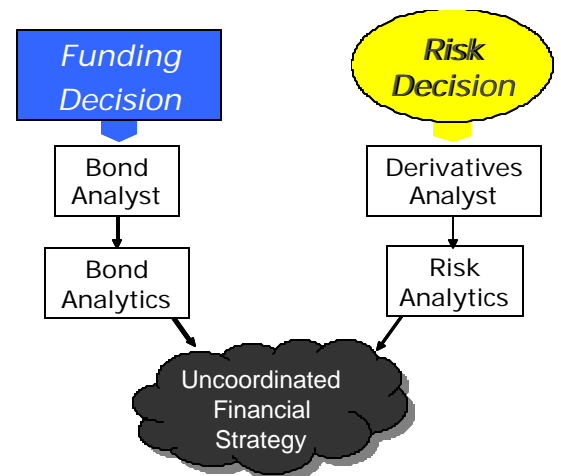 Funding
Decision
Risk
Decision
Bond
Analyst
Derivatives
Analyst
Bond
Analytics
Risk
Analytics
Uncoordinated
Financial
Strategy